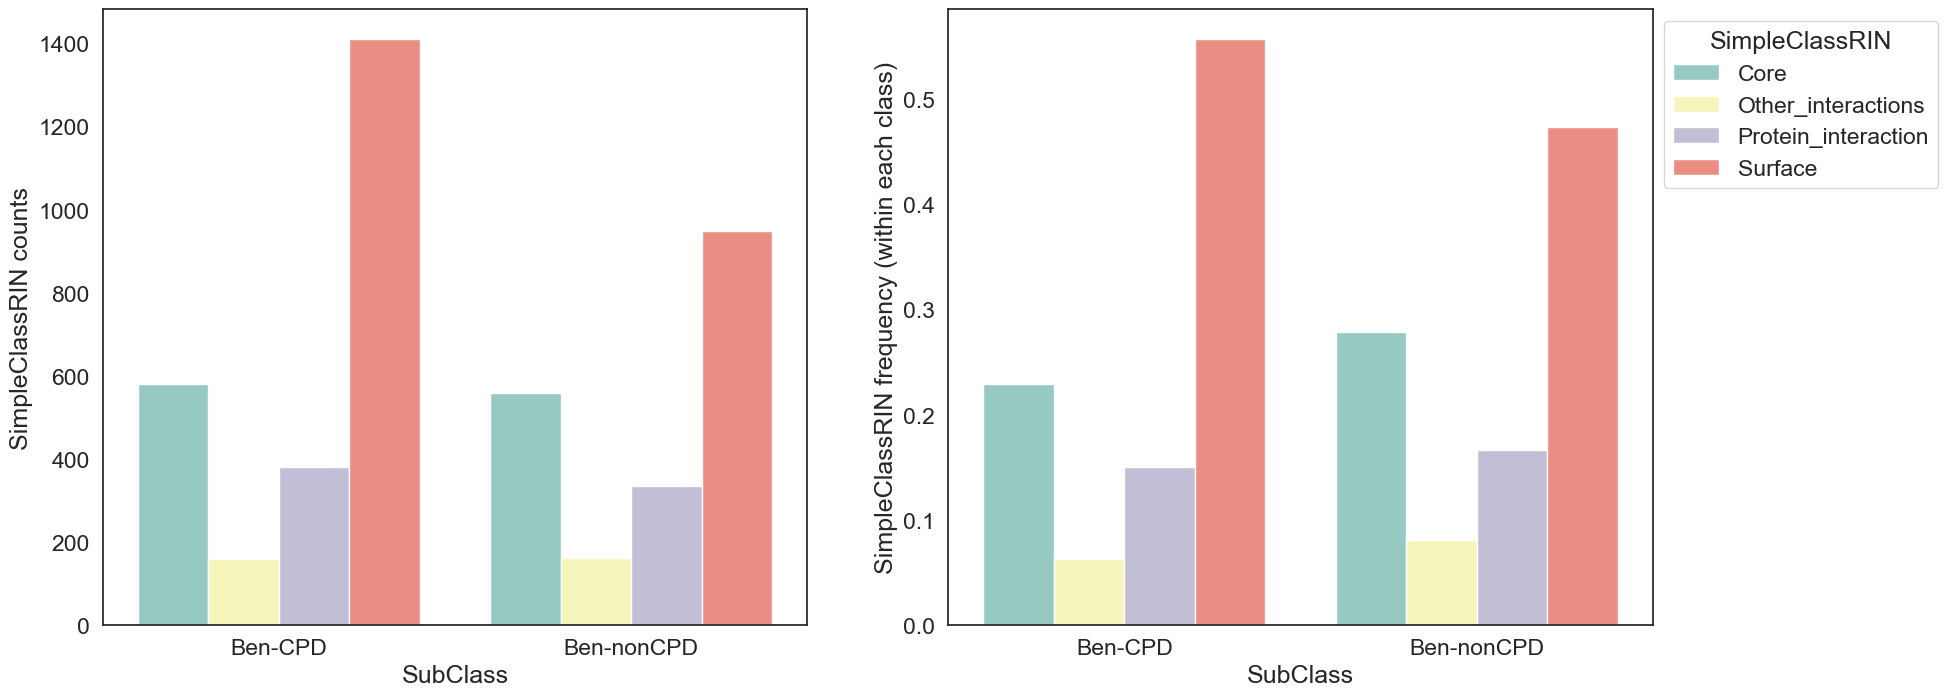 SimpleClassRIN counts
1400
1200
1000
800
600
400
200
0
Ben-CPD
Ben-nonCPD
SubClass
SimpleClassRIN frequency (within each class)
0.5
0.4
0.3
0.2
0.1
0.0
Ben-CPD
Ben-nonCPD
SubClass
SimpleClassRIN
Core
Other_interactions
Protein_interaction
Surface